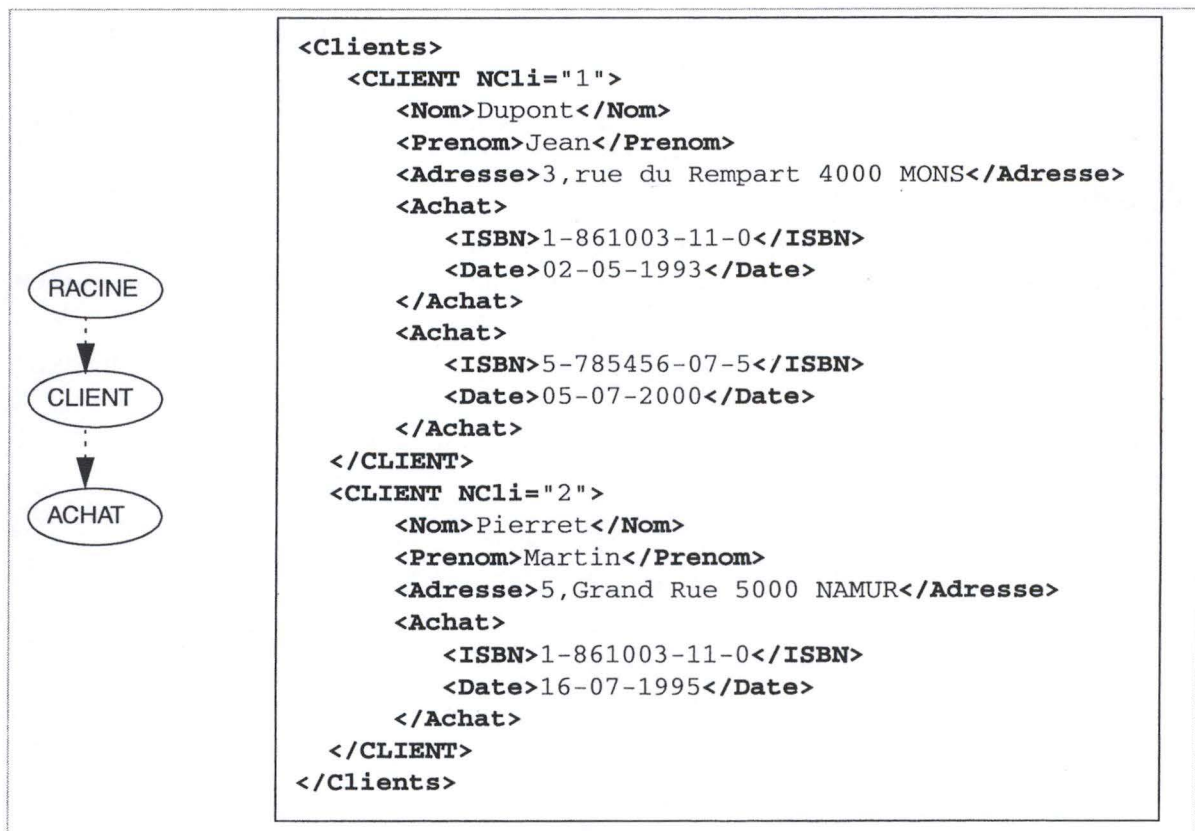 RACINE
CLIENT
ACHAT
<Clients>
<CLIENT NCli="1">
<Nom>Dupont</Nom>
<Prenom>Jean</Prenom>
<Adresse>3,rue du Rempart 4000 MONS</Adresse>
<Achat>
<ISBN>1-861003-11-0</ISBN>
<Date>02-05-1993</Date>
</Achat>
<Achat>
<ISBN>5-785456-07-5</ISBN>
<Date>05-07-2000</Date>
</Achat>
</CLIENT>
<CLIENT NCli="2">
<Nom>Pierret</Nom>
<Prenom>Martin</Prenom>
<Adresse>5,Grand Rue 5000 NAMUR</Adresse>
<Achat>
<ISBN>1-861003-11-0</ISBN>
<Date>16-07-1995</Date>
</Achat>
</CLIENT>
</Clients>